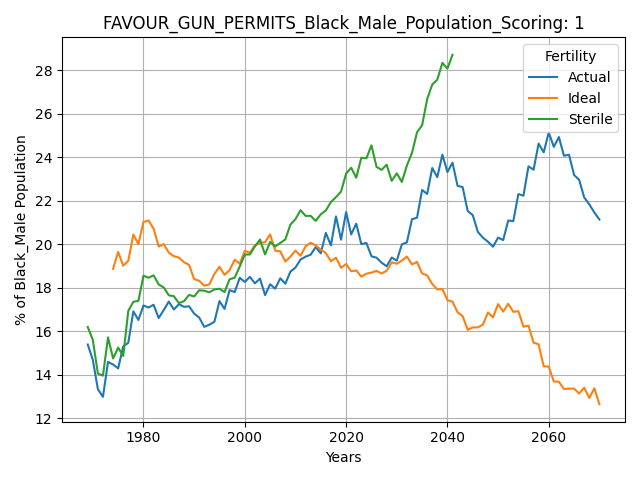 FAVOUR_GUN_PERMITS_Black_Male_Population_Scoring: 1
Fertility
Actual
Ideal
Sterile
% of Black_Male Population
28
26
24
22
20
18
16
14
12
1980
2000
2020
2040
2060
Years